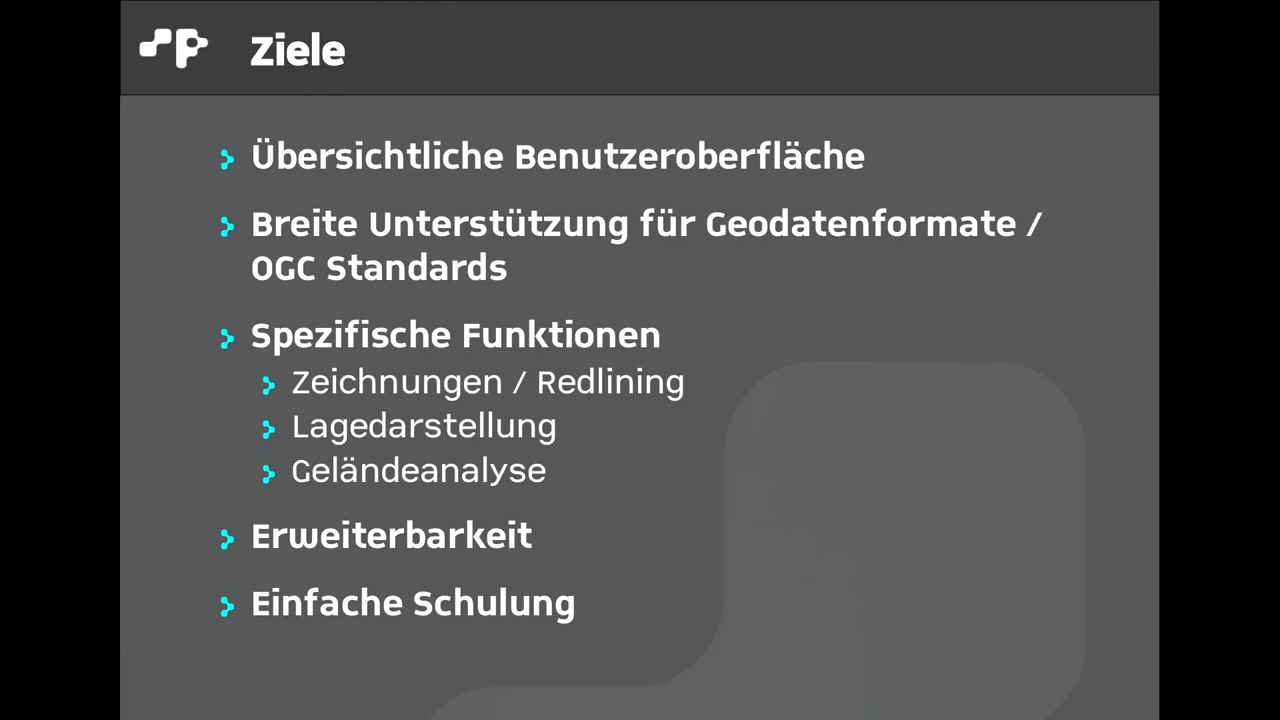 Ziele
Übersichtliche Benutzeroberfläche
Breite Unterstützung für Geodatenformate /
OGC Standards
Spezifische Funktionen
Zeichnungen / Redlining
Lagedarstellung
Geländeanalyse
Erweiterbarkeit
Einfache Schulung